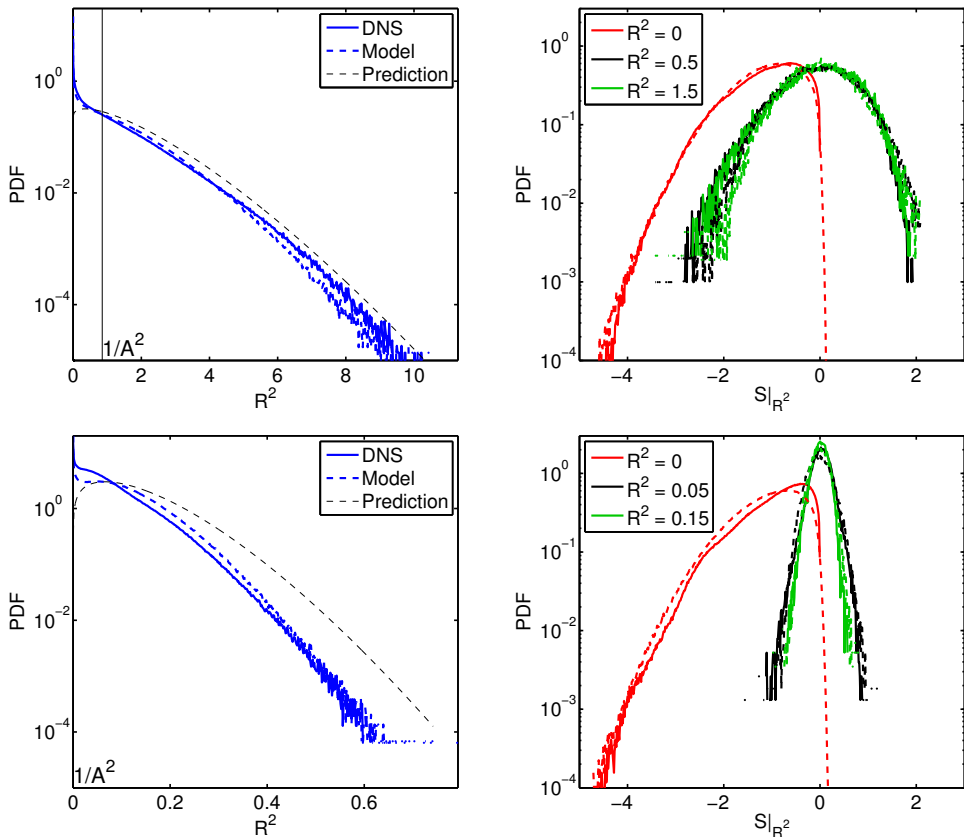 DNS
Model
Prediction
10^0
10^-2
10^-4
PDF
1/A^2
0 2 4 6 8 10
R^2
R^2 = 0
R^2 = 0.5
R^2 = 1.5
10^0
10^-1
10^-2
10^-3
10^-4
PDF
−4 −2 0 2
S|_R^2
DNS
Model
Prediction
10^0
10^-2
10^-4
PDF
1/A^2
0 0.2 0.4 0.6
R^2
R^2 = 0
R^2 = 0.05
R^2 = 0.15
10^0
10^-1
10^-2
10^-3
10^-4
PDF
−4 −2 0 2
S|_R^2